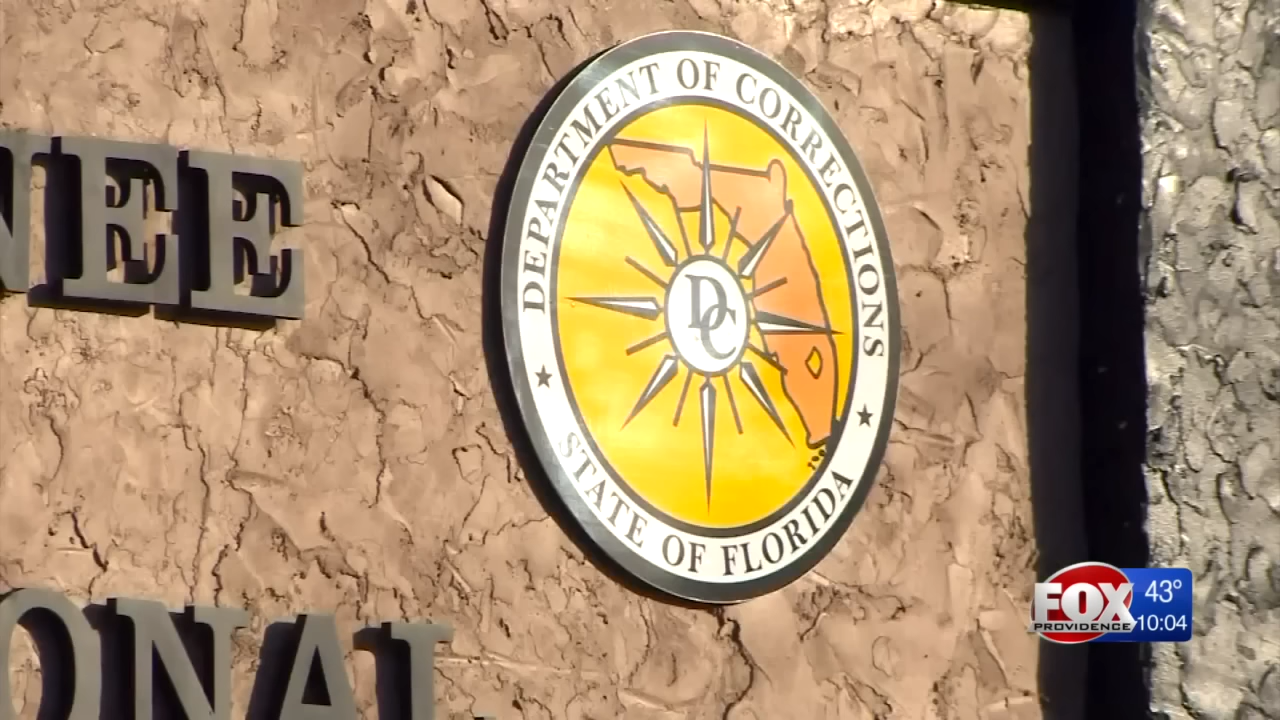 NEE
DEPARTMENT OF CORRECTIONS
DC
★ STATE OF FLORIDA ★
ONAL
FOX 43°
PROVIDENCE 10:04